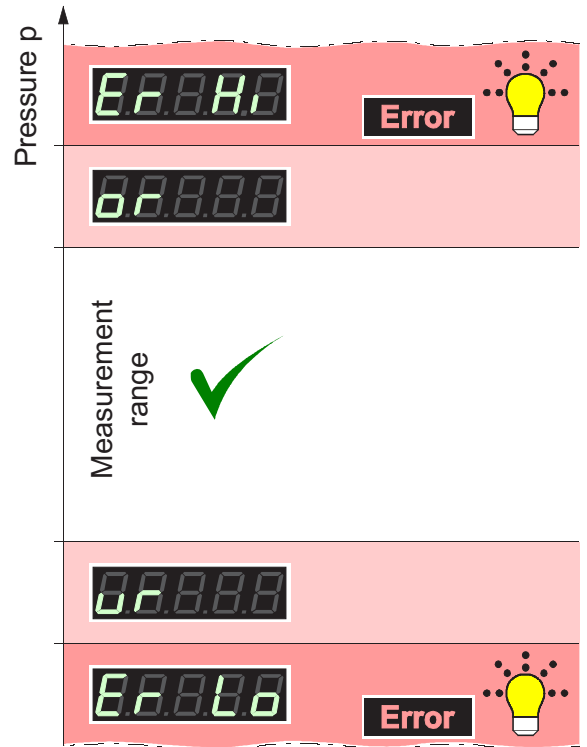 Pressure p
Er Hi
Error
or
Measurement
range
ur
Er Lo
Error